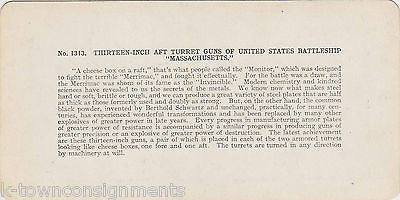 No. 1313. THIRTEEN-INCH AFT TURRET GUNS OF UNITED STATES BATTLESHIP
"MASSACHUSETTS."
"A cheese box on a raft," that's what people called the "Monitor," which was designed
to fight the terrible "Merrimac," and fought it effectually. For the battle was a draw, and
the Merrimac was shorn of its name as the "Invincible." Modern chemistry and kindred
sciences have revealed to us the secrets of the metals. We know now what makes steel
hard or soft, brittle or tough, and we can produce a great variety of steel plates that are half
as thick as those formerly used and doubly as strong. But, on the other hand, the common
black powder, invented by Berthold Schwartz and unchanged, practically, for many cen-
turies, has experienced wonderful transformations and has been replaced by many other
explosives of greater power in late years. Every progress in manufacturing armor plates
of greater power of resistance is accompanied by a similar progress in producing guns of
greater precision or an explosive of greater power of destruction. The latest achievement
are these thirteen-inch guns, a pair of which is placed in each of the two armored turrets
looking like cheese boxes, one fore and one aft. The turrets are turned in any direction
by machinery at will.
k-townconsignments